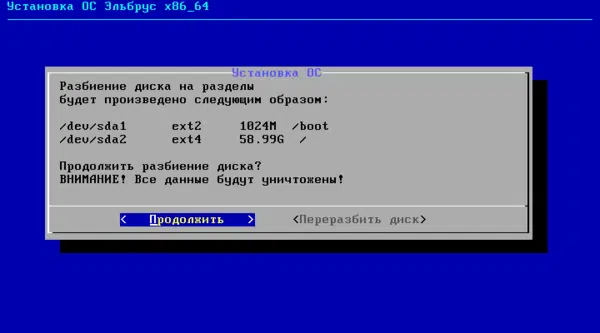 Установка ОС Эльбрус x86_64
Установка ОС
Разбиение диска на разделы
будет произведено следующим образом:
/dev/sda1 ext2 1024M /boot
/dev/sda2 ext4 58.99G /
Продолжить разбиение диска?
ВНИМАНИЕ! Все данные будут уничтожены!
< Продолжить > <Переразбить диск>